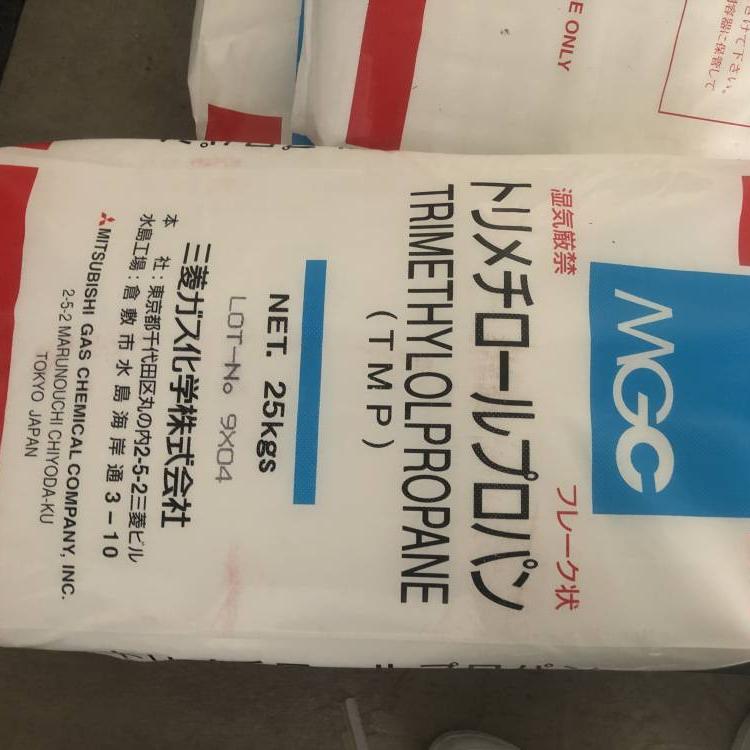 MGC
湿気厳禁 フレーク状
トリメチロールプロパン
TRIMETHYLOLPROPANE
(TMP)
NET. 25kgs
LOT-No 9X04
三菱ガス化学株式会社
本 社:東京都千代田区丸の内2-5-2三菱ビル
水島工場:倉敷市水島海岸通3-10
MITSUBISHI GAS CHEMICAL COMPANY, INC.
2-5-2 MARUNOUCHI CHIYODA-KU
TOKYO JAPAN
ONLY